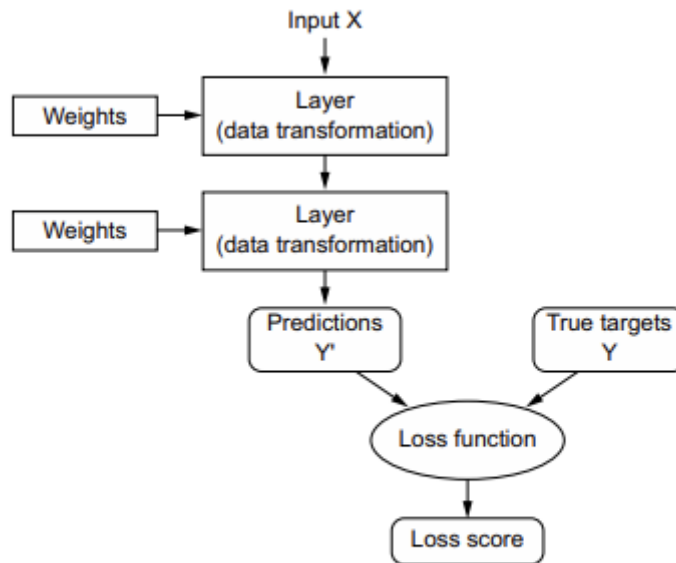 Input X
Layer
(data transformation)
Weights
Layer
(data transformation)
Weights
Predictions
Y'
True targets
Y
Loss function
Loss score